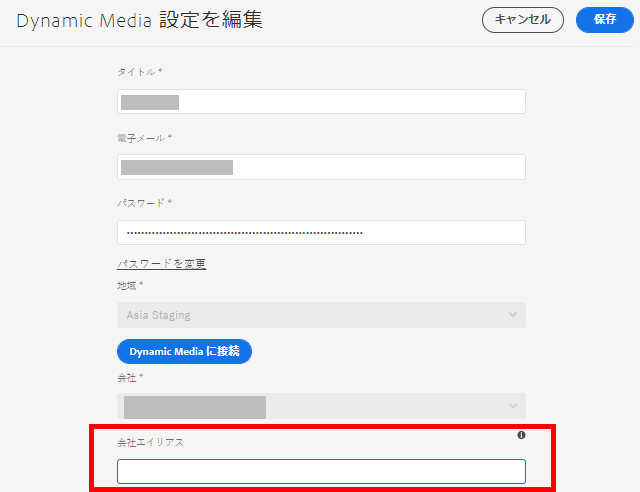 Dynamic Media 設定を編集
キャンセル
保存
タイトル *
電子メール *
パスワード *
パスワードを変更
地域 *
Asia Staging
Dynamic Media に接続
会社 *
会社エイリアス